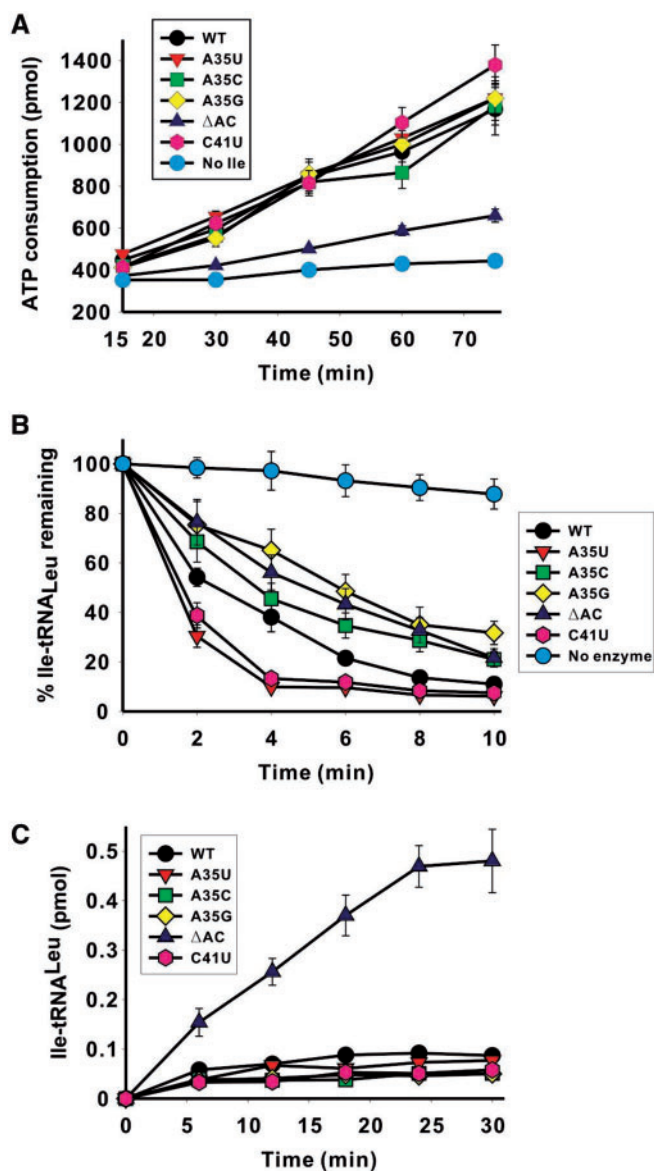 A
WT
A35U
A35C
A35G
ΔAC
C41U
No Ile
ATP consumption (pmol)
1400
1200
1000
800
600
400
200
15 20 30 40 50 60 70
Time (min)
B
% Ile-tRNALeu remaining
100
80
60
40
20
0
0 2 4 6 8 10
Time (min)
WT
A35U
A35C
A35G
ΔAC
C41U
No enzyme
C
WT
A35U
A35C
A35G
ΔAC
C41U
Ile-tRNALeu (pmol)
0.5
0.4
0.3
0.2
0.1
0
0 5 10 15 20 25 30
Time (min)